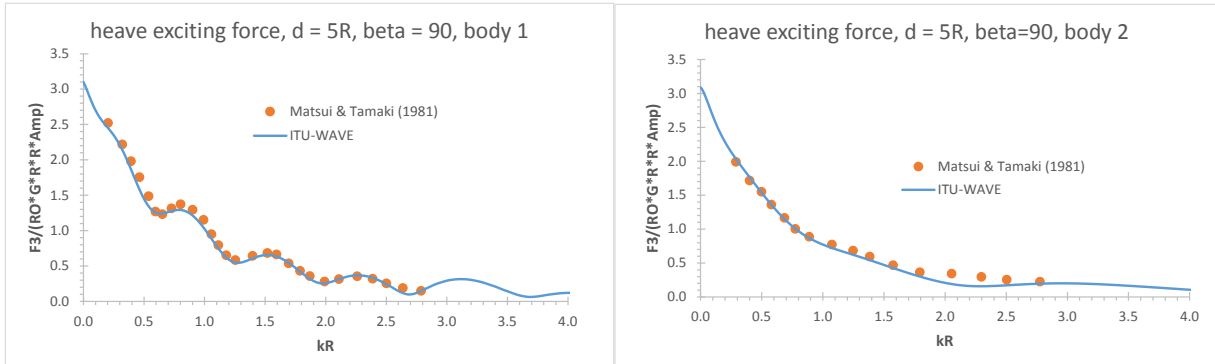 heave exciting force, d = 5R, beta = 90, body 1
3.5
3.0
2.5
2.0
1.5
1.0
0.5
0.0
F3/(RO*G*R*R*Amp)
Matsui & Tamaki (1981)
ITU-WAVE
0.0 0.5 1.0 1.5 2.0 2.5 3.0 3.5 4.0
kR
heave exciting force, d = 5R, beta=90, body 2
3.5
3.0
2.5
2.0
1.5
1.0
0.5
0.0
F3/(RO*G*R*R*Amp)
Matsui & Tamaki (1981)
ITU-WAVE
0.0 0.5 1.0 1.5 2.0 2.5 3.0 3.5 4.0
kR